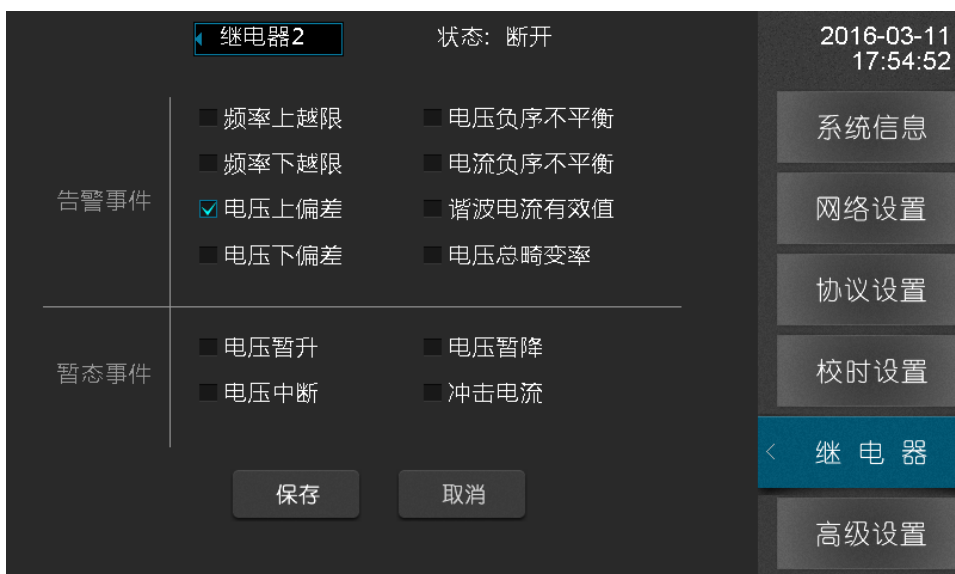 继电器2 状态: 断开
2016-03-11
17:54:52
告警事件
频率上越限 电压负序不平衡
频率下越限 电流负序不平衡
电压上偏差 谐波电流有效值
电压下偏差 电压总畸变率
暂态事件
电压暂升 电压暂降
电压中断 冲击电流
保存 取消
系统信息
网络设置
协议设置
校时设置
继电器
高级设置